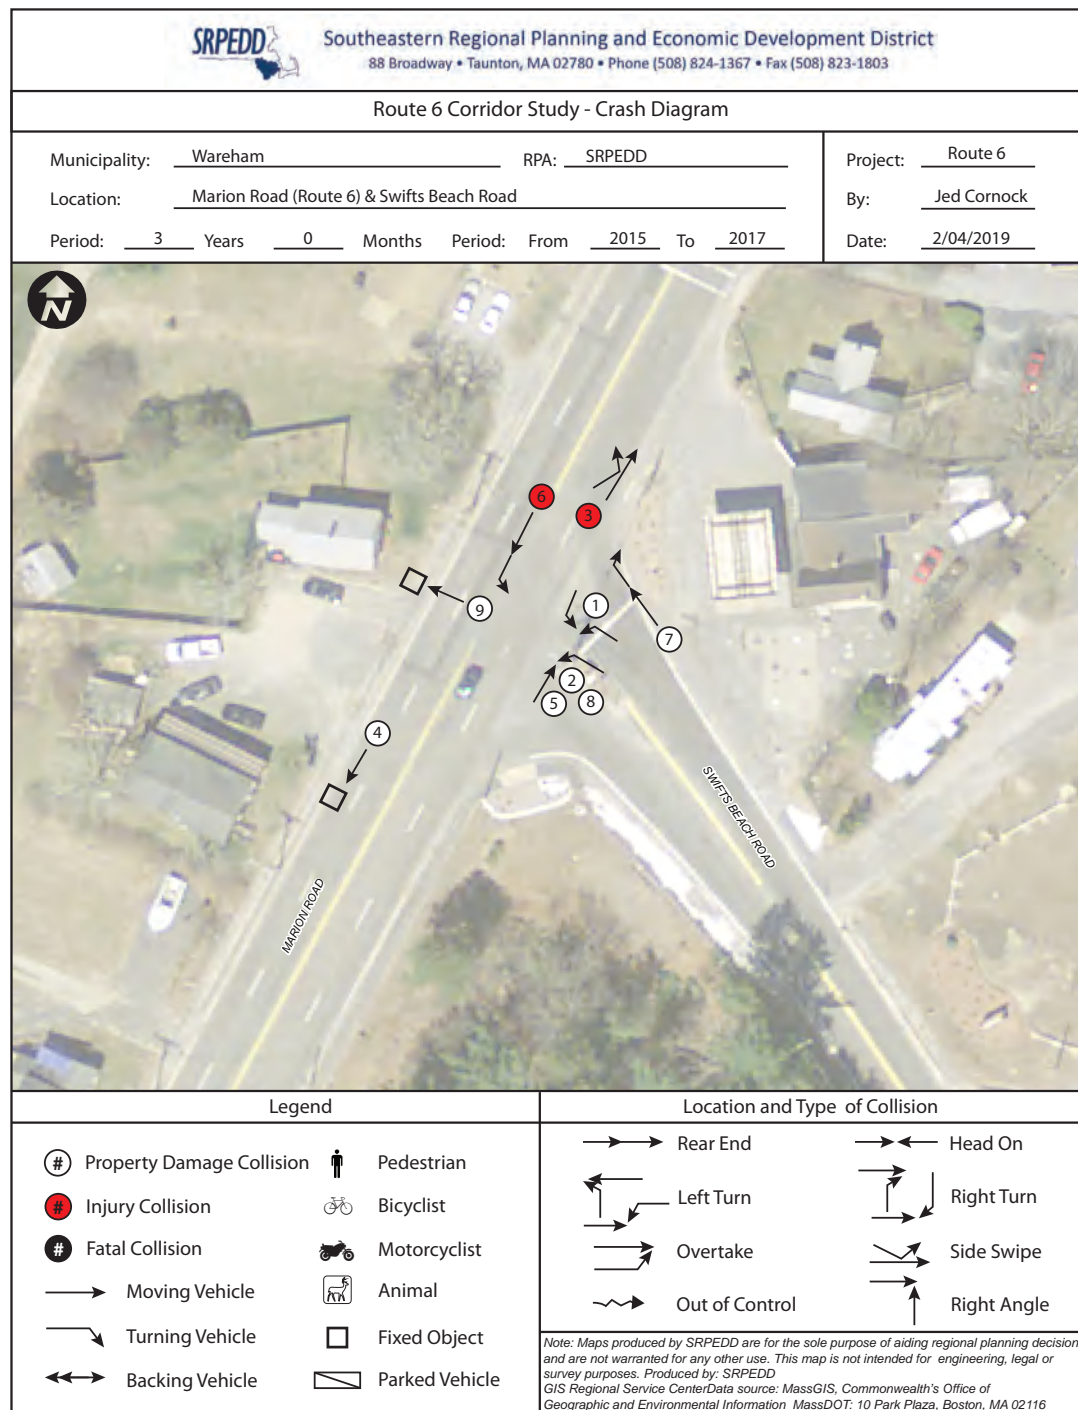 SRPEDD
Southeastern Regional Planning and Economic Development District
88 Broadway • Taunton, MA 02780 • Phone (508) 824-1367 • Fax (508) 823-1803
Route 6 Corridor Study - Crash Diagram
Municipality: Wareham RPA: SRPEDD
Project: Route 6
Location: Marion Road (Route 6) & Swifts Beach Road
By: Jed Cornock
Period: 3 Years 0 Months Period: From 2015 To 2017
Date: 2/04/2019
N
6
3
9
1
7
2
5
8
4
SWIFTS BEACH ROAD
MARION ROAD
Legend
# Property Damage Collision
Pedestrian
# Injury Collision
Bicyclist
# Fatal Collision
Motorcyclist
Moving Vehicle
Animal
Turning Vehicle
Fixed Object
Backing Vehicle
Parked Vehicle
Location and Type of Collision
Rear End
Head On
Left Turn
Right Turn
Overtake
Side Swipe
Out of Control
Right Angle
Note: Maps produced by SRPEDD are for the sole purpose of aiding regional planning decision
and are not warranted for any other use. This map is not intended for engineering, legal or
survey purposes. Produced by: SRPEDD
GIS Regional Service CenterData source: MassGIS, Commonwealth's Office of
Geographic and Environmental Information MassDOT: 10 Park Plaza, Boston, MA 02116